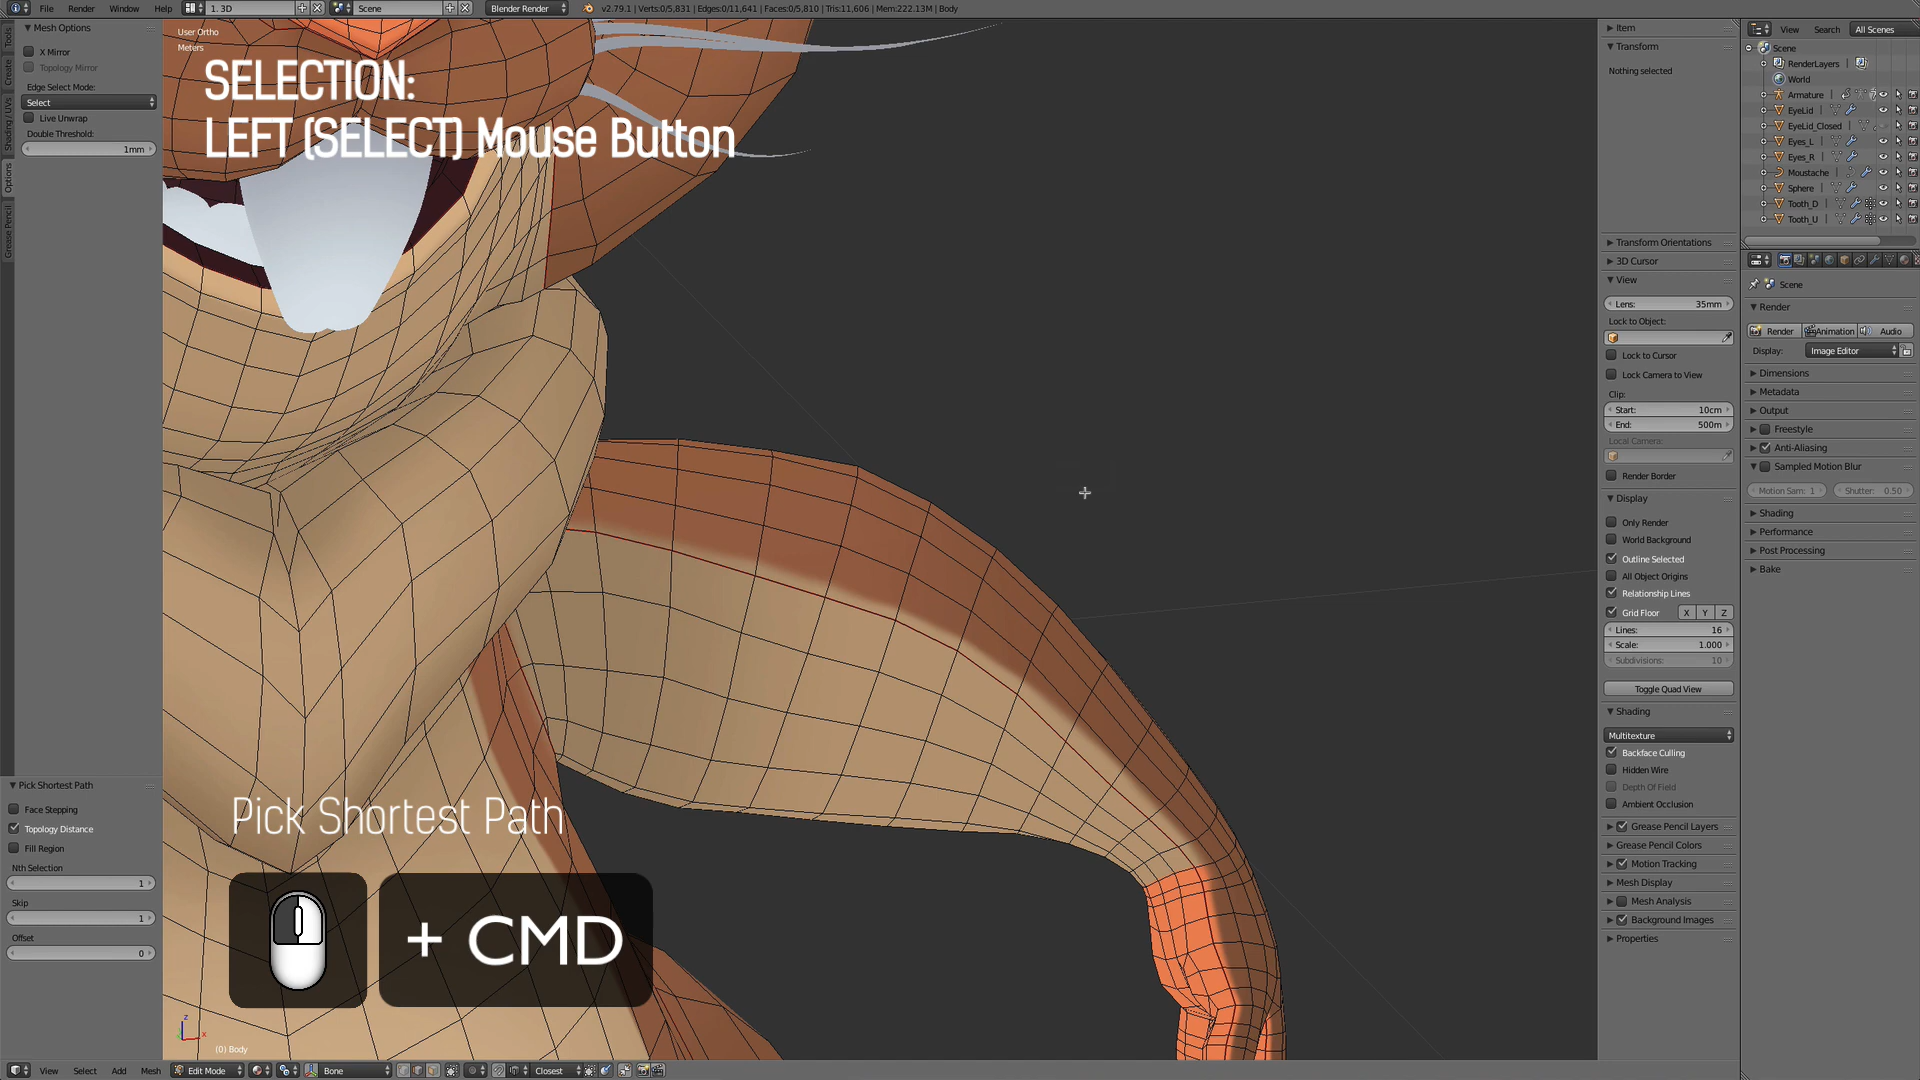 File
Render
Window
Help
1. 3D
Scene
Blender Render
v2.79.1 | Verts:0/5,831 | Edges:0/11,641 | Faces:0/5,810 | Tris:11,606 | Mem:222.13M | Body
Tools
Create
Shading / UVs
Options
Grease Pencil
Mesh Options
X Mirror
Topology Mirror
Edge Select Mode:
Select
Live Unwrap
Double Threshold:
1mm
Pick Shortest Path
Face Stepping
Topology Distance
Fill Region
Nth Selection
1
Skip
1
Offset
0
User Ortho
Meters
SELECTION:
LEFT (SELECT) Mouse Button
Pick Shortest Path
+ CMD
z
x
(0) Body
View
Select
Add
Mesh
Edit Mode
Bone
Closest
Item
Transform
Nothing selected
Transform Orientations
3D Cursor
View
Lens: 35mm
Lock to Object:
Lock to Cursor
Lock Camera to View
Clip:
Start: 10cm
End: 500m
Local Camera:
Render Border
Display
Only Render
World Background
Outline Selected
All Object Origins
Relationship Lines
Grid Floor X Y Z
Lines: 16
Scale: 1.000
Subdivisions: 10
Toggle Quad View
Shading
Multitexture
Backface Culling
Hidden Wire
Depth Of Field
Ambient Occlusion
Grease Pencil Layers
Grease Pencil Colors
Motion Tracking
Mesh Display
Mesh Analysis
Background Images
Properties
View
Search
All Scenes
Scene
RenderLayers
World
Armature
EyeLid
EyeLid_Closed
Eyes_L
Eyes_R
Moustache
Sphere
Tooth_D
Tooth_U
Scene
Render
Render
Animation
Audio
Display: Image Editor
Dimensions
Metadata
Output
Freestyle
Anti-Aliasing
Sampled Motion Blur
Motion Sam: 1
Shutter: 0.50
Shading
Performance
Post Processing
Bake